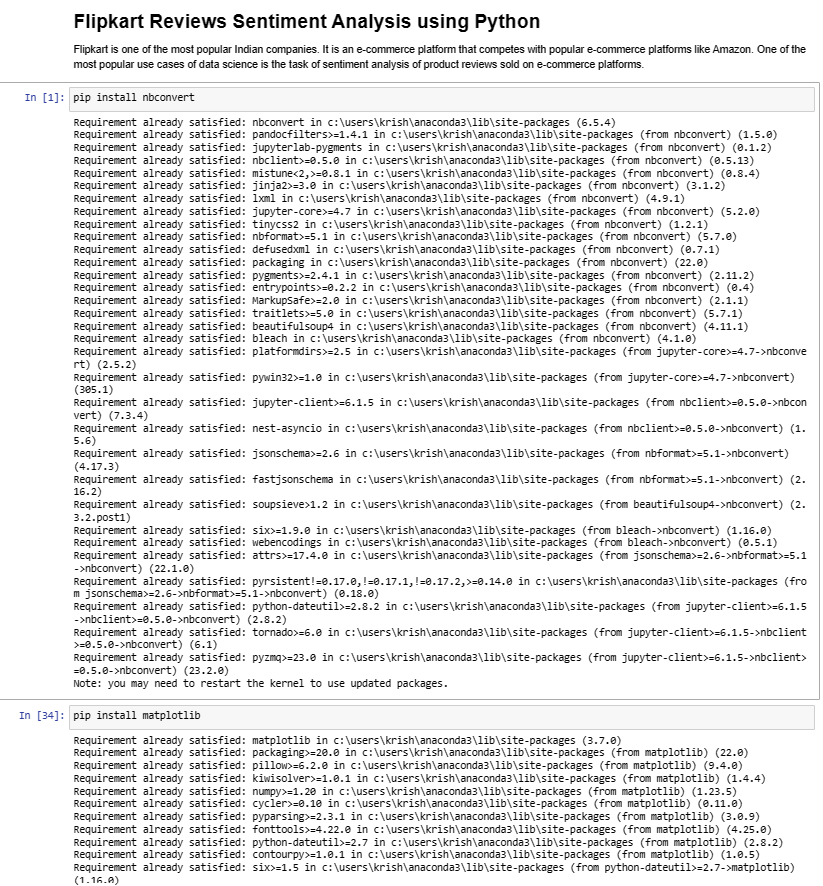 Flipkart Reviews Sentiment Analysis using Python
Flipkart is one of the most popular Indian companies. It is an e-commerce platform that competes with popular e-commerce platforms like Amazon. One of the
most popular use cases of data science is the task of sentiment analysis of product reviews sold on e-commerce platforms.
In [1]: pip install nbconvert
Requirement already satisfied: nbconvert in c:\users\krish\anaconda3\lib\site-packages (6.5.4)
Requirement already satisfied: pandocfilters>=1.4.1 in c:\users\krish\anaconda3\lib\site-packages (from nbconvert) (1.5.0)
Requirement already satisfied: jupyterlab-pygments in c:\users\krish\anaconda3\lib\site-packages (from nbconvert) (0.1.2)
Requirement already satisfied: nbclient>=0.5.0 in c:\users\krish\anaconda3\lib\site-packages (from nbconvert) (0.5.13)
Requirement already satisfied: mistune<2,>=0.8.1 in c:\users\krish\anaconda3\lib\site-packages (from nbconvert) (0.8.4)
Requirement already satisfied: jinja2>=3.0 in c:\users\krish\anaconda3\lib\site-packages (from nbconvert) (3.1.2)
Requirement already satisfied: lxml in c:\users\krish\anaconda3\lib\site-packages (from nbconvert) (4.9.1)
Requirement already satisfied: jupyter-core>=4.7 in c:\users\krish\anaconda3\lib\site-packages (from nbconvert) (5.2.0)
Requirement already satisfied: tinycss2 in c:\users\krish\anaconda3\lib\site-packages (from nbconvert) (1.2.1)
Requirement already satisfied: nbformat>=5.1 in c:\users\krish\anaconda3\lib\site-packages (from nbconvert) (5.7.0)
Requirement already satisfied: defusedxml in c:\users\krish\anaconda3\lib\site-packages (from nbconvert) (0.7.1)
Requirement already satisfied: packaging in c:\users\krish\anaconda3\lib\site-packages (from nbconvert) (22.0)
Requirement already satisfied: pygments>=2.4.1 in c:\users\krish\anaconda3\lib\site-packages (from nbconvert) (2.11.2)
Requirement already satisfied: entrypoints>=0.2.2 in c:\users\krish\anaconda3\lib\site-packages (from nbconvert) (0.4)
Requirement already satisfied: MarkupSafe>=2.0 in c:\users\krish\anaconda3\lib\site-packages (from nbconvert) (2.1.1)
Requirement already satisfied: traitlets>=5.0 in c:\users\krish\anaconda3\lib\site-packages (from nbconvert) (5.7.1)
Requirement already satisfied: beautifulsoup4 in c:\users\krish\anaconda3\lib\site-packages (from nbconvert) (4.11.1)
Requirement already satisfied: bleach in c:\users\krish\anaconda3\lib\site-packages (from nbconvert) (4.1.0)
Requirement already satisfied: platformdirs>=2.5 in c:\users\krish\anaconda3\lib\site-packages (from jupyter-core>=4.7->nbconve
rt) (2.5.2)
Requirement already satisfied: pywin32>=1.0 in c:\users\krish\anaconda3\lib\site-packages (from jupyter-core>=4.7->nbconvert)
(305.1)
Requirement already satisfied: jupyter-client>=6.1.5 in c:\users\krish\anaconda3\lib\site-packages (from nbclient>=0.5.0->nbcon
vert) (7.3.4)
Requirement already satisfied: nest-asyncio in c:\users\krish\anaconda3\lib\site-packages (from nbclient>=0.5.0->nbconvert) (1.
5.6)
Requirement already satisfied: jsonschema>=2.6 in c:\users\krish\anaconda3\lib\site-packages (from nbformat>=5.1->nbconvert)
(4.17.3)
Requirement already satisfied: fastjsonschema in c:\users\krish\anaconda3\lib\site-packages (from nbformat>=5.1->nbconvert) (2.
16.2)
Requirement already satisfied: soupsieve>1.2 in c:\users\krish\anaconda3\lib\site-packages (from beautifulsoup4->nbconvert) (2.
3.2.post1)
Requirement already satisfied: six>=1.9.0 in c:\users\krish\anaconda3\lib\site-packages (from bleach->nbconvert) (1.16.0)
Requirement already satisfied: webencodings in c:\users\krish\anaconda3\lib\site-packages (from bleach->nbconvert) (0.5.1)
Requirement already satisfied: attrs>=17.4.0 in c:\users\krish\anaconda3\lib\site-packages (from jsonschema>=2.6->nbformat>=5.1
->nbconvert) (22.1.0)
Requirement already satisfied: pyrsistent!=0.17.0,!=0.17.1,!=0.17.2,>=0.14.0 in c:\users\krish\anaconda3\lib\site-packages (fro
m jsonschema>=2.6->nbformat>=5.1->nbconvert) (0.18.0)
Requirement already satisfied: python-dateutil>=2.8.2 in c:\users\krish\anaconda3\lib\site-packages (from jupyter-client>=6.1.5
->nbclient>=0.5.0->nbconvert) (2.8.2)
Requirement already satisfied: tornado>=6.0 in c:\users\krish\anaconda3\lib\site-packages (from jupyter-client>=6.1.5->nbclient
>=0.5.0->nbconvert) (6.1)
Requirement already satisfied: pyzmq>=23.0 in c:\users\krish\anaconda3\lib\site-packages (from jupyter-client>=6.1.5->nbclient>
=0.5.0->nbconvert) (23.2.0)
Note: you may need to restart the kernel to use updated packages.
In [34]: pip install matplotlib
Requirement already satisfied: matplotlib in c:\users\krish\anaconda3\lib\site-packages (3.7.0)
Requirement already satisfied: packaging>=20.0 in c:\users\krish\anaconda3\lib\site-packages (from matplotlib) (22.0)
Requirement already satisfied: pillow>=6.2.0 in c:\users\krish\anaconda3\lib\site-packages (from matplotlib) (9.4.0)
Requirement already satisfied: kiwisolver>=1.0.1 in c:\users\krish\anaconda3\lib\site-packages (from matplotlib) (1.4.4)
Requirement already satisfied: numpy>=1.20 in c:\users\krish\anaconda3\lib\site-packages (from matplotlib) (1.23.5)
Requirement already satisfied: cycler>=0.10 in c:\users\krish\anaconda3\lib\site-packages (from matplotlib) (0.11.0)
Requirement already satisfied: pyparsing>=2.3.1 in c:\users\krish\anaconda3\lib\site-packages (from matplotlib) (3.0.9)
Requirement already satisfied: fonttools>=4.22.0 in c:\users\krish\anaconda3\lib\site-packages (from matplotlib) (4.25.0)
Requirement already satisfied: python-dateutil>=2.7 in c:\users\krish\anaconda3\lib\site-packages (from matplotlib) (2.8.2)
Requirement already satisfied: contourpy>=1.0.1 in c:\users\krish\anaconda3\lib\site-packages (from matplotlib) (1.0.5)
Requirement already satisfied: six>=1.5 in c:\users\krish\anaconda3\lib\site-packages (from python-dateutil>=2.7->matplotlib)
(1.16.0)